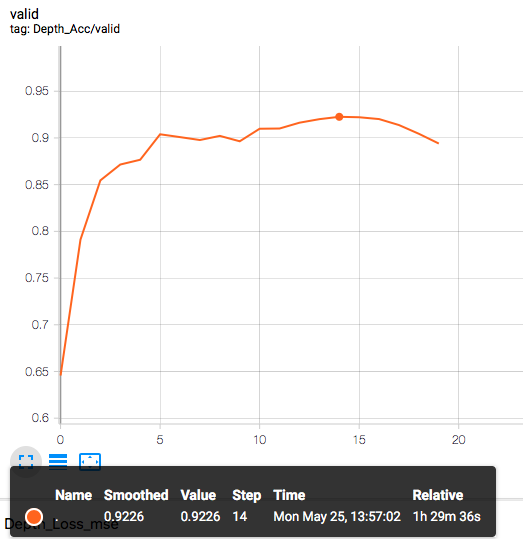 valid
tag: Depth_Acc/valid
0.95
0.9
0.85
0.8
0.75
0.7
0.65
0.6
0 5 10 15 20
Name Smoothed Value Step Time Relative
. 0.9226 0.9226 14 Mon May 25, 13:57:02 1h 29m 36s
Depth_Loss_mse